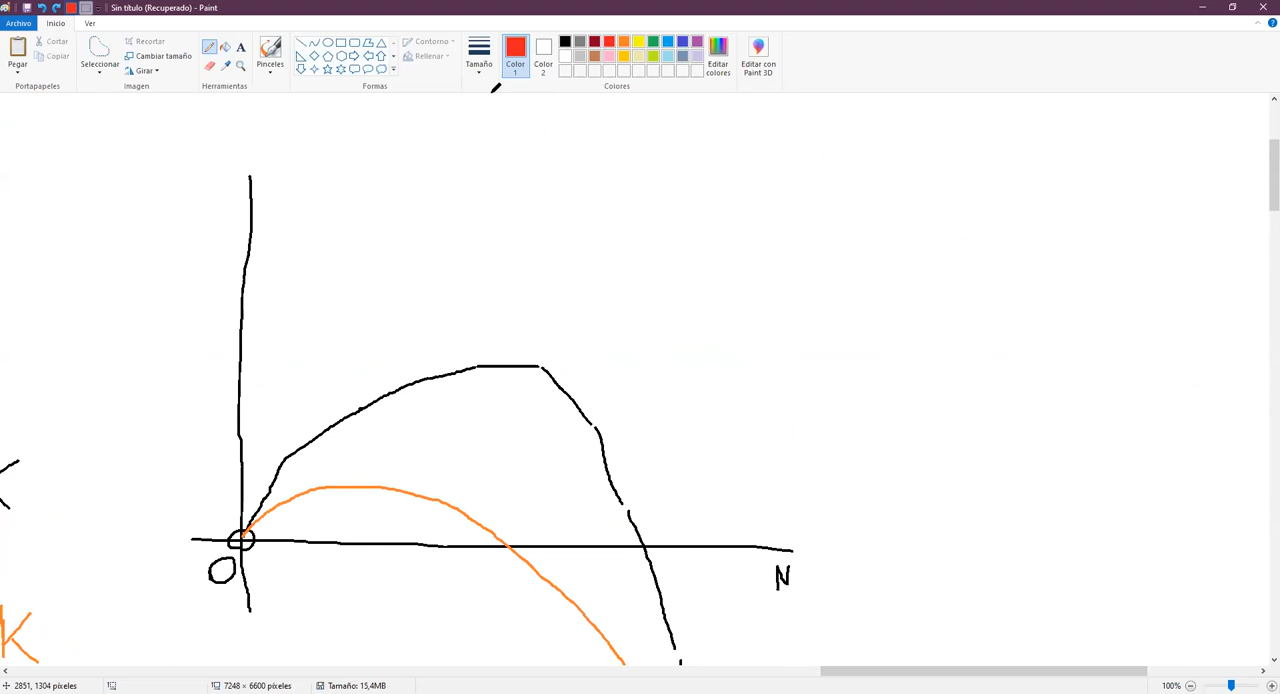 Sin título (Recuperado) - Paint
Archivo Inicio Ver
Pegar
Cortar
Copiar
Portapapeles
Seleccionar
Recortar
Cambiar tamaño
Girar
Imagen
A
Herramientas
Pinceles
Contorno
Rellenar
Formas
Tamaño
Color 1
Color 2
Editar colores
Colores
Editar con Paint 3D
K
O
N
K
2851, 1304 píxeles
7248 × 6600 píxeles
Tamaño: 15,4MB
100%